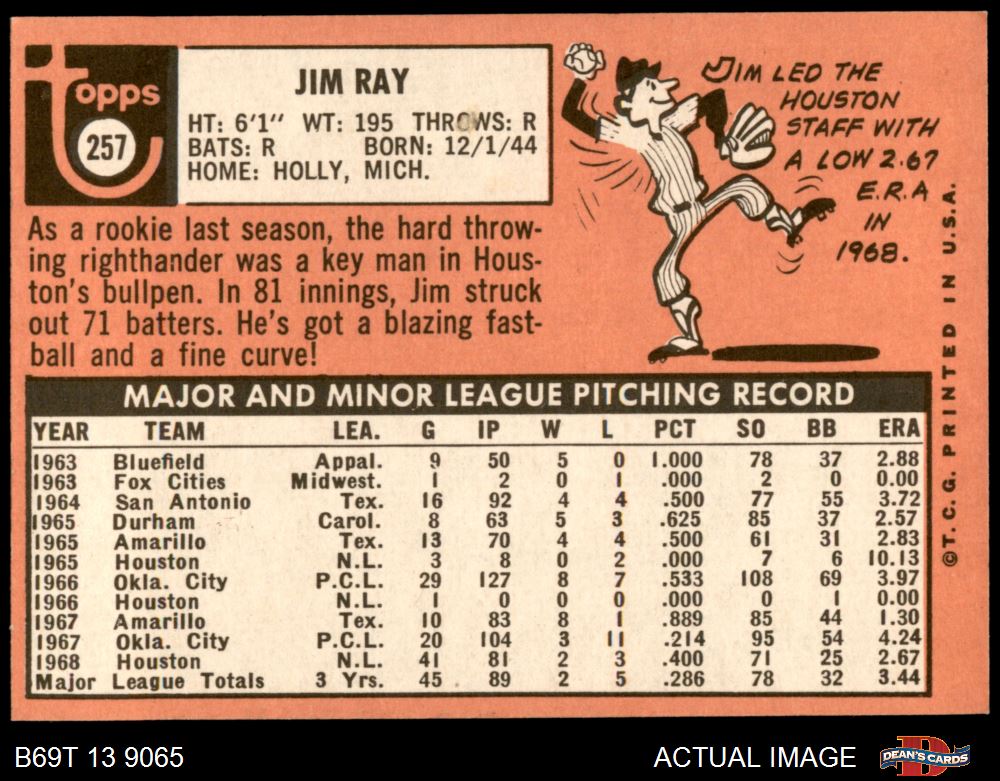 Topps
257
JIM RAY
HT: 6'1" WT: 195 THROWS: R
BATS: R BORN: 12/1/44
HOME: HOLLY, MICH.
JIM LED THE
HOUSTON
STAFF WITH
A LOW 2.67
E.R.A
IN
1968.
As a rookie last season, the hard throw-
ing righthander was a key man in Hous-
ton's bullpen. In 81 innings, Jim struck
out 71 batters. He's got a blazing fast-
ball and a fine curve!
MAJOR AND MINOR LEAGUE PITCHING RECORD
YEAR TEAM LEA. G IP W L PCT SO BB ERA
1963 Bluefield Appal. 9 50 5 0 1.000 78 37 2.88
1963 Fox Cities Midwest. 1 2 0 1 .000 2 0 0.00
1964 San Antonio Tex. 16 92 4 4 .500 77 55 3.72
1965 Durham Carol. 8 63 5 3 .625 85 37 2.57
1965 Amarillo Tex. 13 70 4 4 .500 61 31 2.83
1965 Houston N.L. 3 8 0 2 .000 7 6 10.13
1966 Okla. City P.C.L. 29 127 8 7 .533 108 69 3.97
1966 Houston N.L. 1 0 0 0 .000 0 1 0.00
1967 Amarillo Tex. 10 83 8 1 .889 85 44 1.30
1967 Okla. City P.C.L. 20 104 3 11 .214 95 54 4.24
1968 Houston N.L. 41 81 2 3 .400 71 25 2.67
Major League Totals 3 Yrs. 45 89 2 5 .286 78 32 3.44
©T.C.G. PRINTED IN U.S.A.
B69T 13 9065
ACTUAL IMAGE
DEAN'S CARDS